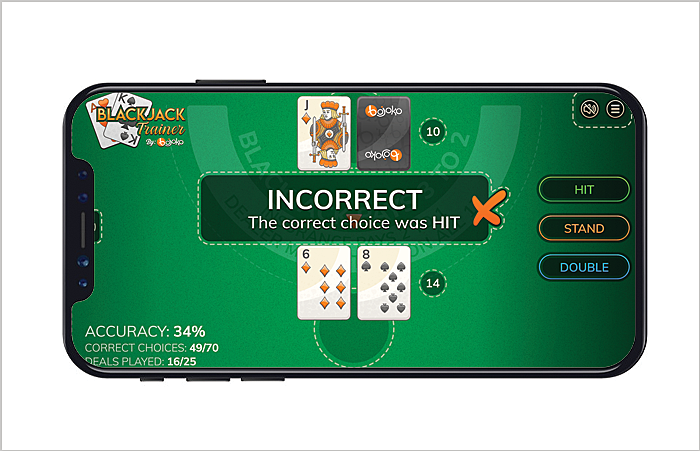 J
bojoko
bojoko
10
BLACKJACK
Trainer
By: bojoko
INCORRECT
The correct choice was HIT
HIT
STAND
DOUBLE
6
8
14
ACCURACY: 34%
CORRECT CHOICES: 49/70
DEALS PLAYED: 16/25